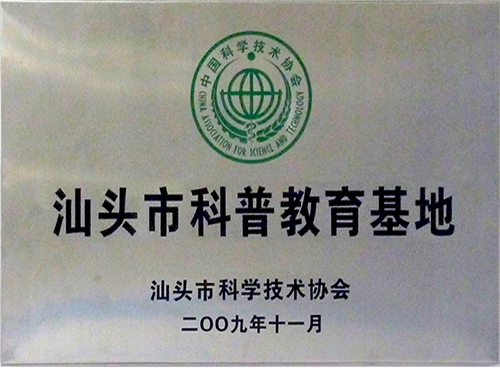 中国科学技术协会
CHINA ASSOCIATION FOR SCIENCE AND TECHNOLOGY
汕头市科普教育基地
汕头市科学技术协会
二〇〇九年十一月